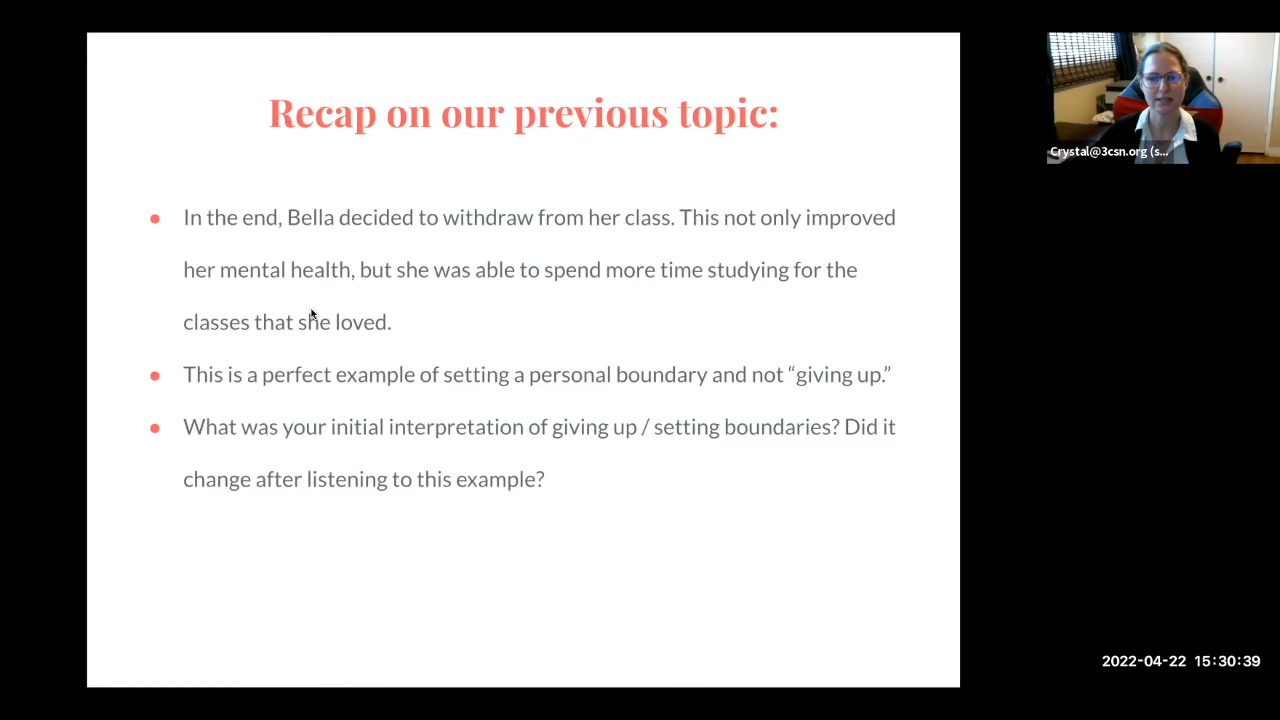 Recap on our previous topic:
Crystal@3csn.org (s...
● In the end, Bella decided to withdraw from her class. This not only improved
her mental health, but she was able to spend more time studying for the
classes that she loved.
● This is a perfect example of setting a personal boundary and not “giving up.”
● What was your initial interpretation of giving up / setting boundaries? Did it
change after listening to this example?
2022-04-22 15:30:39